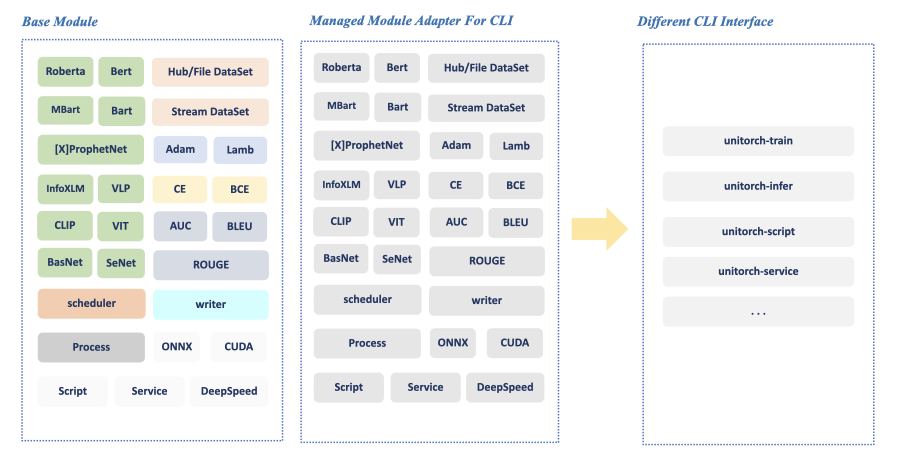 Base Module
Managed Module Adapter For CLI
Different CLI Interface
Roberta
Bert
Hub/File DataSet
MBart
Bart
Stream DataSet
[X]ProphetNet
Adam
Lamb
InfoXLM
VLP
CE
BCE
CLIP
VIT
AUC
BLEU
BasNet
SeNet
ROUGE
scheduler
writer
Process
ONNX
CUDA
Script
Service
DeepSpeed
Roberta
Bert
Hub/File DataSet
MBart
Bart
Stream DataSet
[X]ProphetNet
Adam
Lamb
InfoXLM
VLP
CE
BCE
CLIP
VIT
AUC
BLEU
BasNet
SeNet
ROUGE
scheduler
writer
Process
ONNX
CUDA
Script
Service
DeepSpeed
unitorch-train
unitorch-infer
unitorch-script
unitorch-service
...